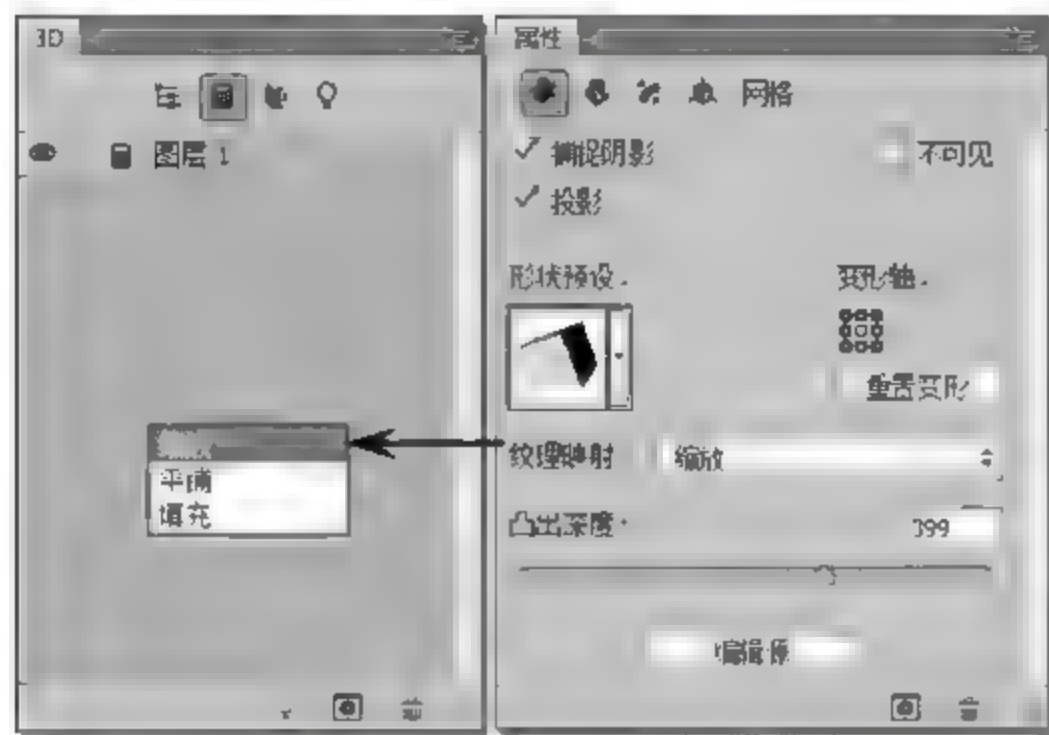 3D
图层 1
平铺
填充
属性
网格
捕捉阴影
不可见
投影
形状预设:
变形轴:
重置变形
纹理映射 缩放
凸出深度:
399
编辑源